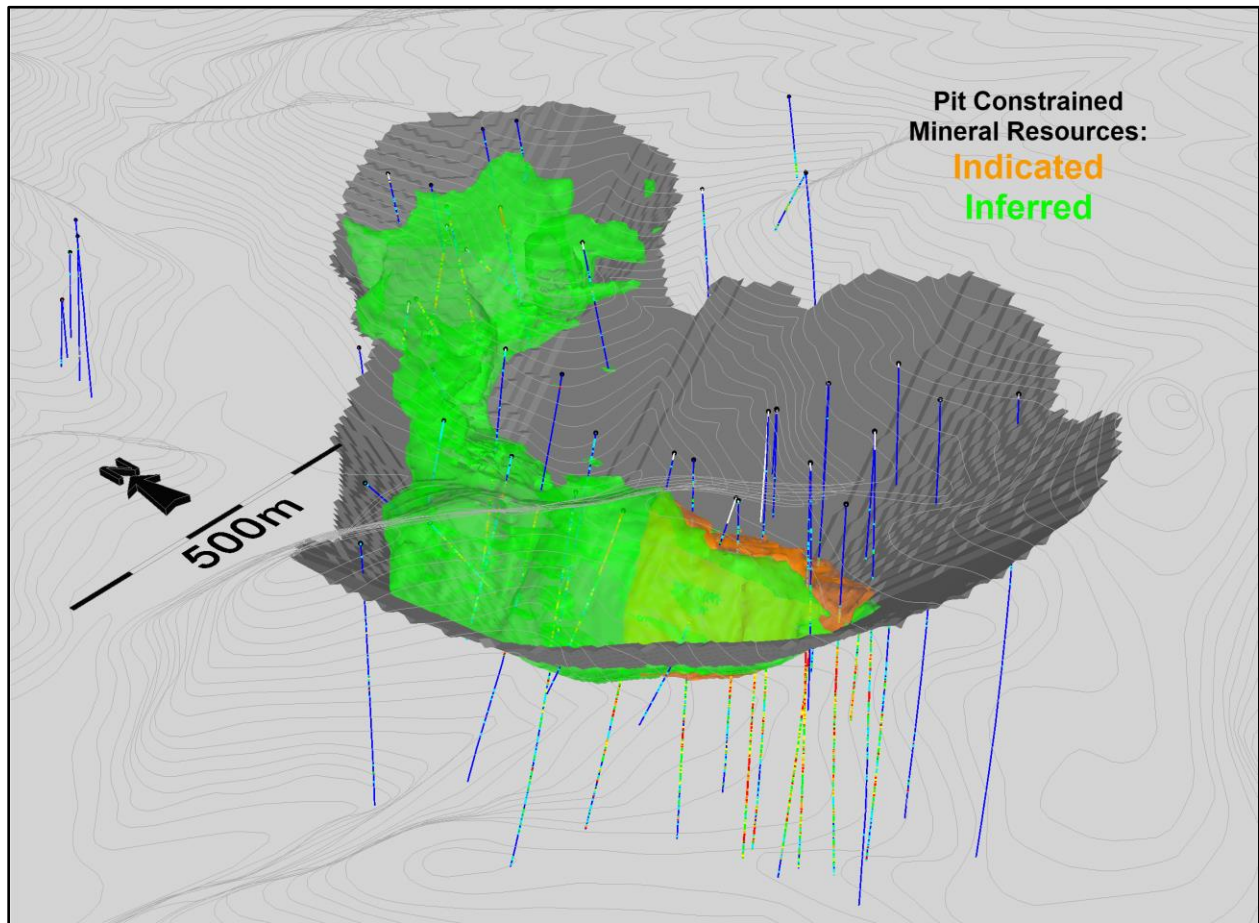 Pit Constrained
Mineral Resources:
Indicated
Inferred
N
500m